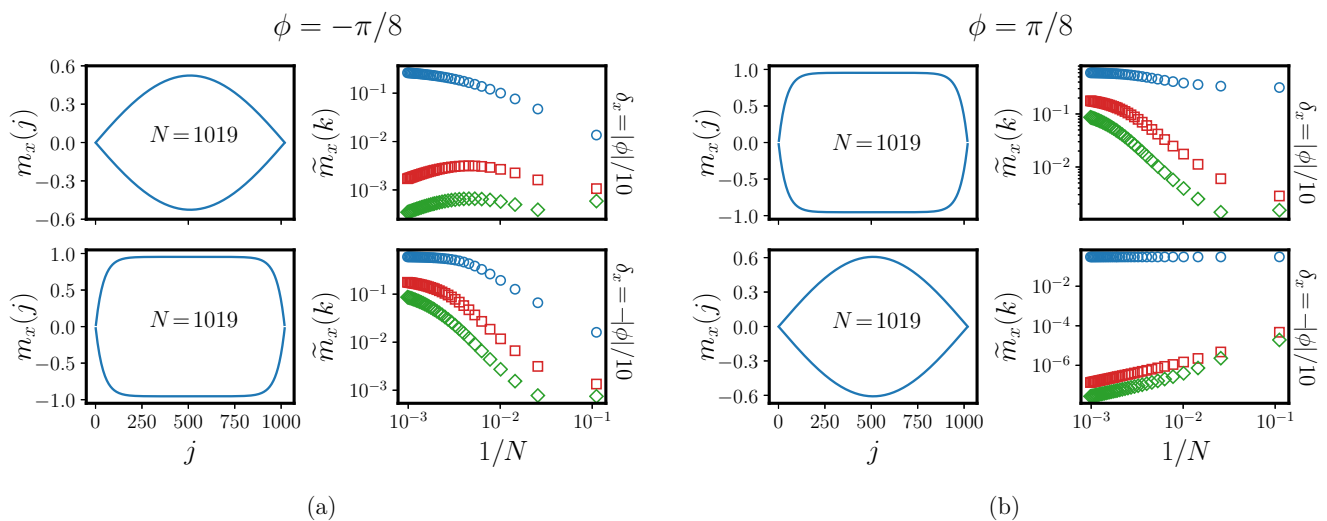 ϕ = −π/8
0.6
0.3
0.0
−0.3
−0.6
m_x(j)
N = 1019
10^{−1}
10^{−2}
10^{−3}
m̃_x(k)
δ_x = |ϕ|/10
1.0
0.5
0.0
−0.5
−1.0
m_x(j)
N = 1019
0 250 500 750 1000
j
10^{−1}
10^{−2}
10^{−3}
m̃_x(k)
δ_x = −|ϕ|/10
10^{−3} 10^{−2} 10^{−1}
1/N
(a)
ϕ = π/8
1.0
0.5
0.0
−0.5
−1.0
m_x(j)
N = 1019
10^{−1}
10^{−2}
m̃_x(k)
δ_x = |ϕ|/10
0.6
0.3
0.0
−0.3
−0.6
m_x(j)
N = 1019
0 250 500 750 1000
j
10^{−2}
10^{−4}
10^{−6}
m̃_x(k)
δ_x = −|ϕ|/10
10^{−3} 10^{−2} 10^{−1}
1/N
(b)